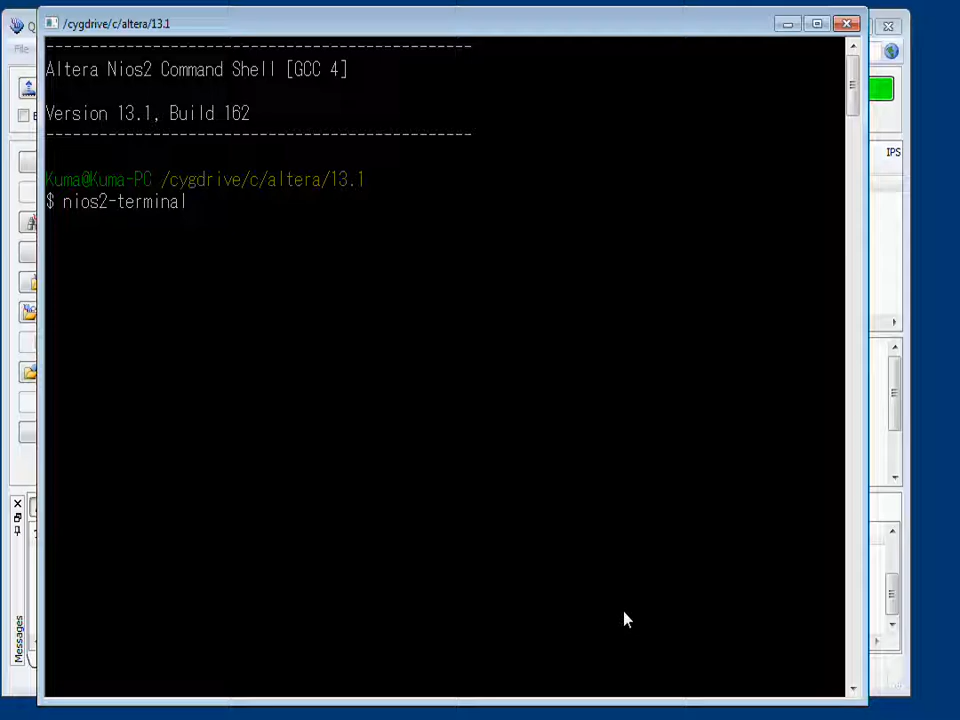 /cygdrive/c/altera/13.1
Q
File
------------------------------------------------
Altera Nios2 Command Shell [GCC 4]
Version 13.1, Build 162
------------------------------------------------
Kuma@Kuma-PC /cygdrive/c/altera/13.1
$ nios2-terminal
IPS
Messages